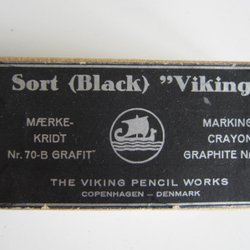 Sort (Black) "Viking
MÆRKE-
KRIDT
Nr. 70-B GRAFIT
MARKING
CRAYON
GRAPHITE
THE VIKING PENCIL WORKS
COPENHAGEN – DENMARK